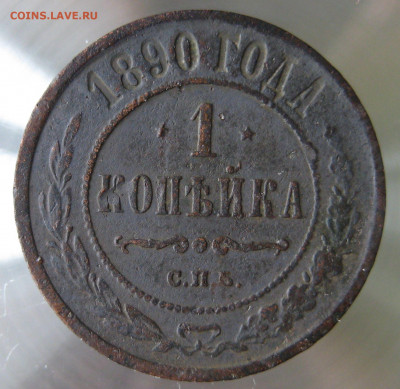 COINS.LAVE.RU
1890 ГОДА
1
КОПѢЙКА
С.П.Б.